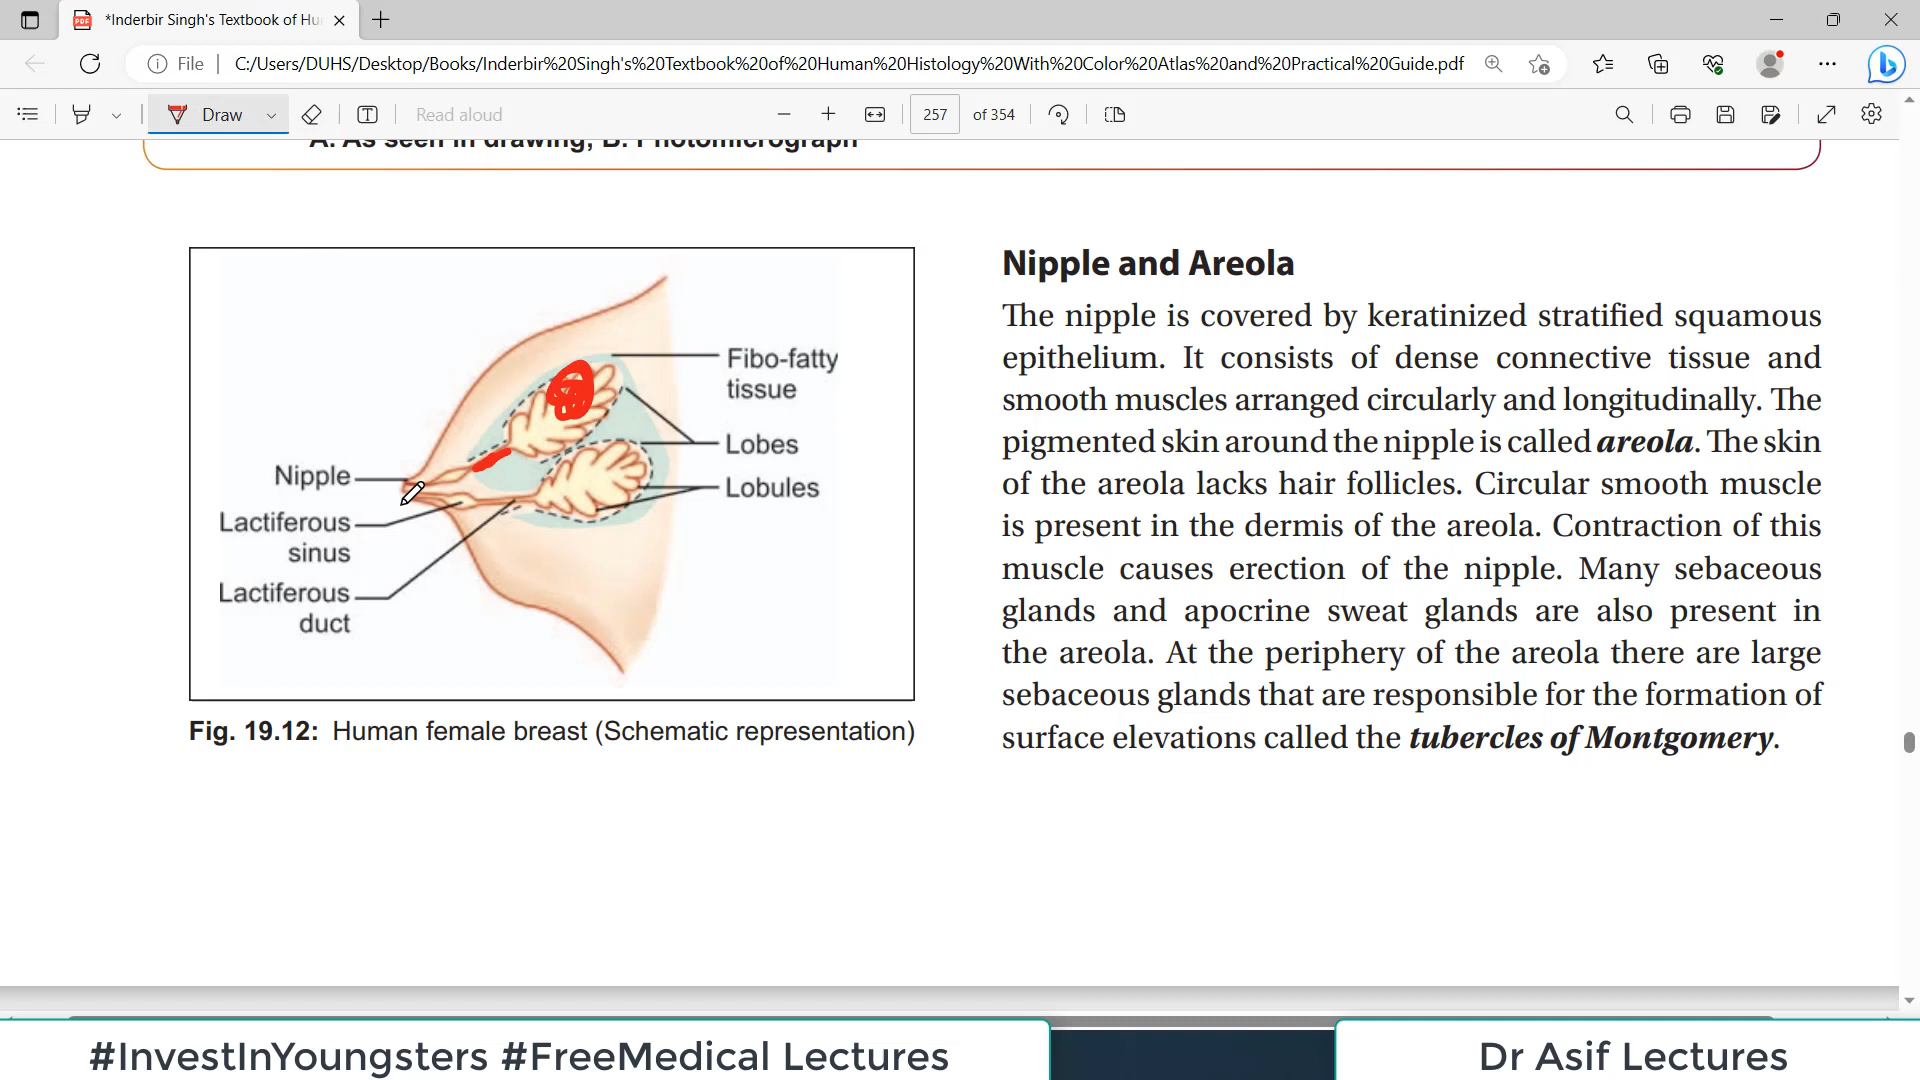 *Inderbir Singh's Textbook of Hu
File
C:/Users/DUHS/Desktop/Books/Inderbir%20Singh's%20Textbook%20of%20Human%20Histology%20With%20Color%20Atlas%20and%20Practical%20Guide.pdf
Draw
Read aloud
257 of 354
A. As seen in drawing; B. Photomicrograph
Fibo-fatty
tissue
Lobes
Lobules
Nipple
Lactiferous
sinus
Lactiferous
duct
Fig. 19.12: Human female breast (Schematic representation)
Nipple and Areola
The nipple is covered by keratinized stratified squamous
epithelium. It consists of dense connective tissue and
smooth muscles arranged circularly and longitudinally. The
pigmented skin around the nipple is called areola. The skin
of the areola lacks hair follicles. Circular smooth muscle
is present in the dermis of the areola. Contraction of this
muscle causes erection of the nipple. Many sebaceous
glands and apocrine sweat glands are also present in
the areola. At the periphery of the areola there are large
sebaceous glands that are responsible for the formation of
surface elevations called the tubercles of Montgomery.
#InvestInYoungsters #FreeMedical Lectures
Dr Asif Lectures